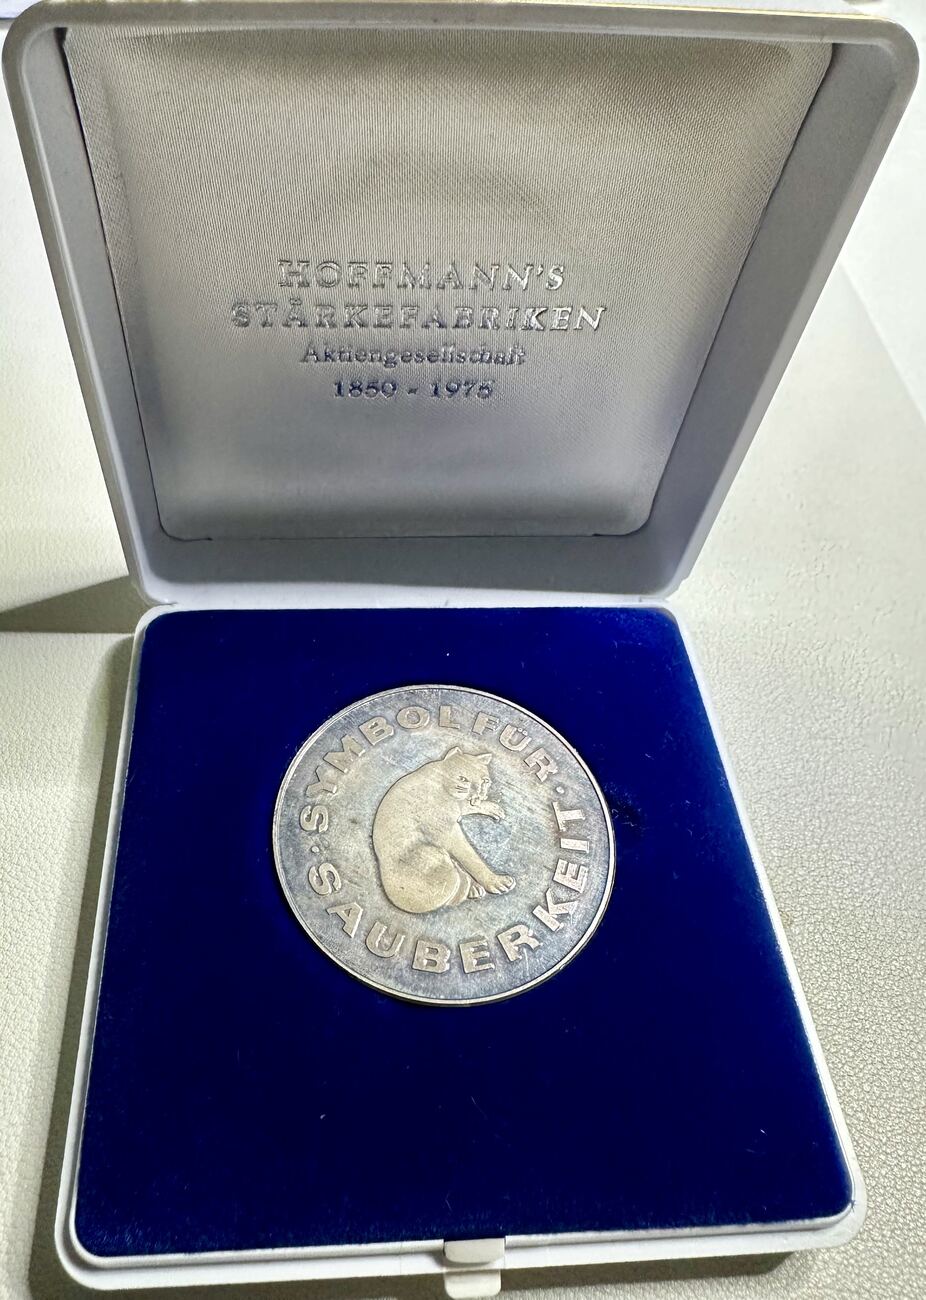 HOFFMANN'S
STÄRKEFABRIKEN
Aktiengesellschaft
1850 - 1975
SYMBOL FÜR · SAUBERKEIT ·